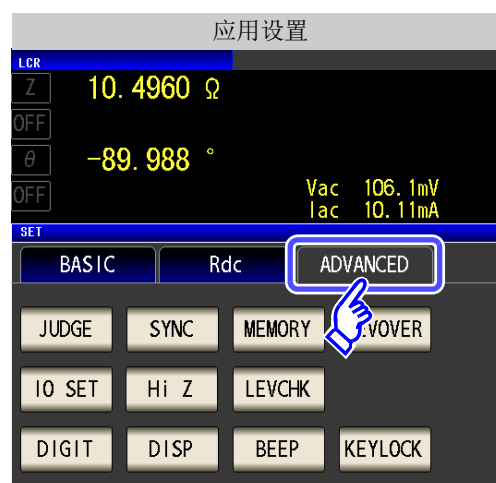 应用设置
LCR
Z 10.4960 Ω
OFF
θ -89.988 °
OFF
Vac 106.1mV
Iac 10.11mA
SET
BASIC Rdc ADVANCED
JUDGE SYNC MEMORY VOVER
IO SET Hi Z LEVCHK
DIGIT DISP BEEP KEYLOCK